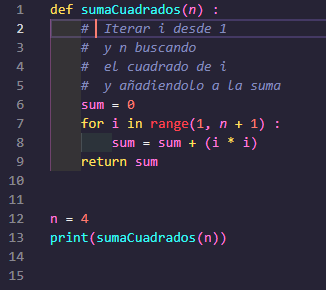 1 def sumaCuadrados(n) :
2     #  Iterar i desde 1
3     #  y n buscando
4     #  el cuadrado de i
5     #  y añadiendolo a la suma
6     sum = 0
7     for i in range(1, n + 1) :
8         sum = sum + (i * i)
9     return sum
10
11
12 n = 4
13 print(sumaCuadrados(n))
14
15